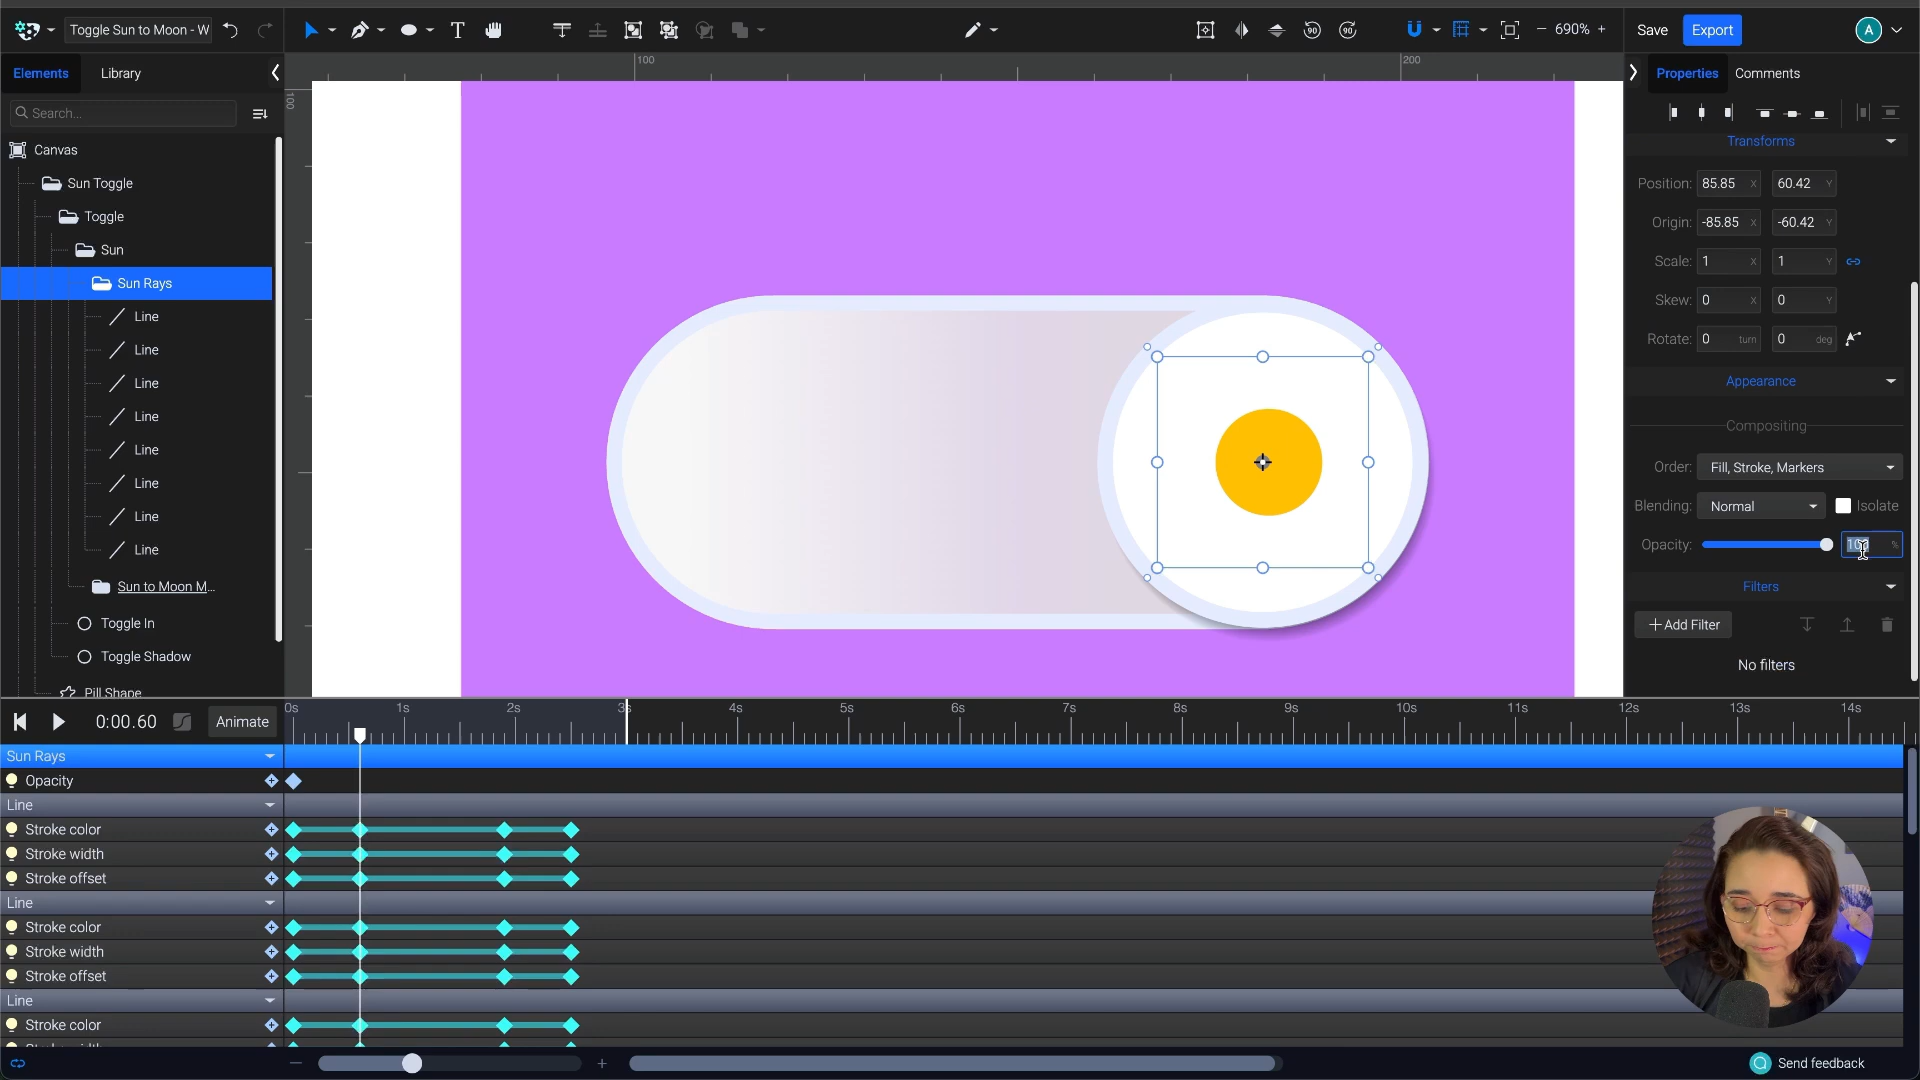 Toggle Sun to Moon - W
690%
Save
Export
A
Elements
Library
Search...
Canvas
Sun Toggle
Toggle
Sun
Sun Rays
Line
Line
Line
Line
Line
Line
Line
Line
Sun to Moon M...
Toggle In
Toggle Shadow
Pill Shape
100
200
100
Properties
Comments
Transforms
Position: 85.85 X 60.42 Y
Origin: -85.85 X -60.42 Y
Scale: 1 X 1 Y
Skew: 0 X 0 Y
Rotate: 0 turn 0 deg
Appearance
Compositing
Order: Fill, Stroke, Markers
Blending: Normal Isolate
Opacity: %
Filters
Add Filter
No filters
0:00.60
Animate
0s 1s 2s 3s 4s 5s 6s 7s 8s 9s 10s 11s 12s 13s 14s
Sun Rays
Opacity
Line
Stroke color
Stroke width
Stroke offset
Line
Stroke color
Stroke width
Stroke offset
Line
Stroke color
Send feedback